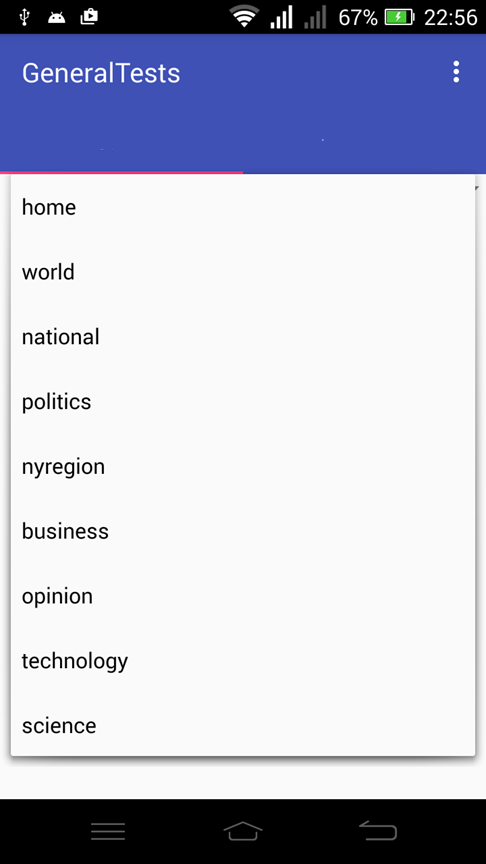 67% 22:56
GeneralTests
home
world
national
politics
nyregion
business
opinion
technology
science